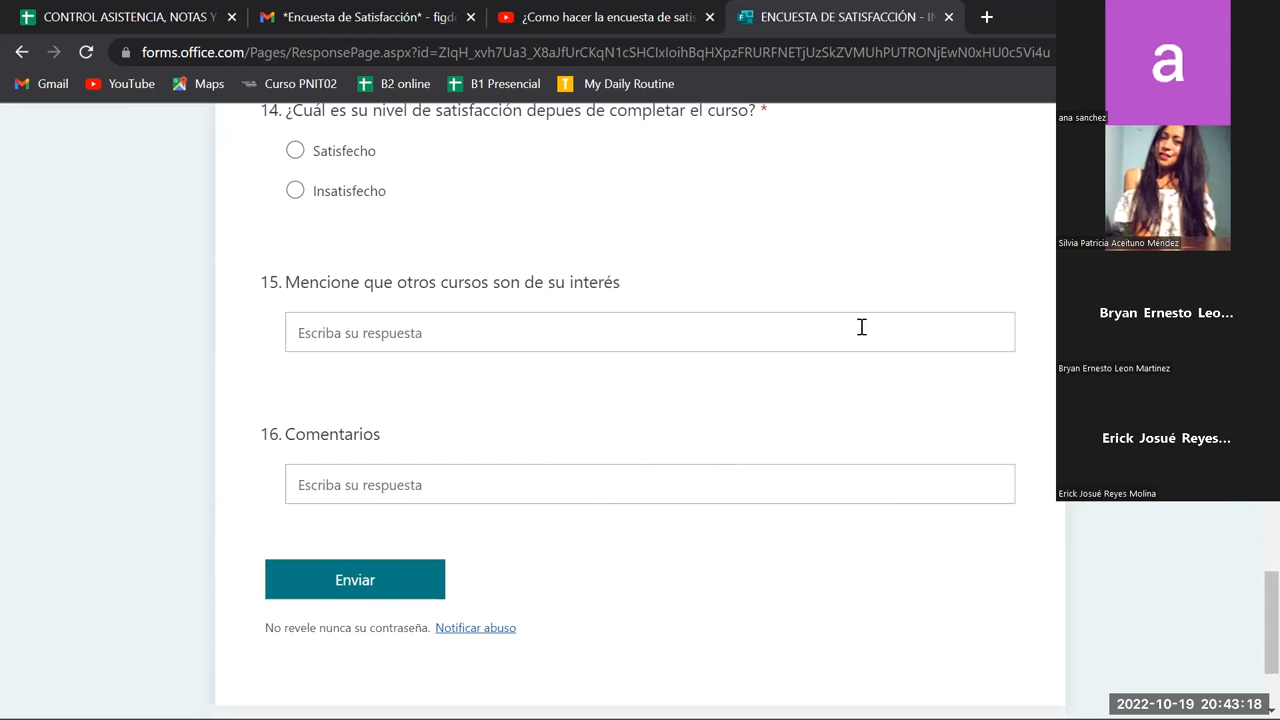 CONTROL ASISTENCIA, NOTAS Y
*Encuesta de Satisfacción* - figu
¿Como hacer la encuesta de satis
ENCUESTA DE SATISFACCIÓN - I
forms.office.com/Pages/ResponsePage.aspx?id=ZIqH_xvh7Ua3_X8aJfUrCKqN1cSHCIxIoihBqHXpzFRURFNETjUzSkZVMUhPUTRONjEwN0xHU0c5Vi4u
Gmail
YouTube
Maps
Curso PNIT02
B2 online
B1 Presencial
My Daily Routine
14. ¿Cuál es su nivel de satisfacción depues de completar el curso? *
Satisfecho
Insatisfecho
15. Mencione que otros cursos son de su interés
Escriba su respuesta
16. Comentarios
Escriba su respuesta
Enviar
No revele nunca su contraseña. Notificar abuso
a
ana sanchez
Silvia Patricia Aceituno Méndez
Bryan Ernesto Leo...
Bryan Ernesto Leon Martinez
Erick Josué Reyes...
Erick Josué Reyes Molina
2022-10-19 20:43:18